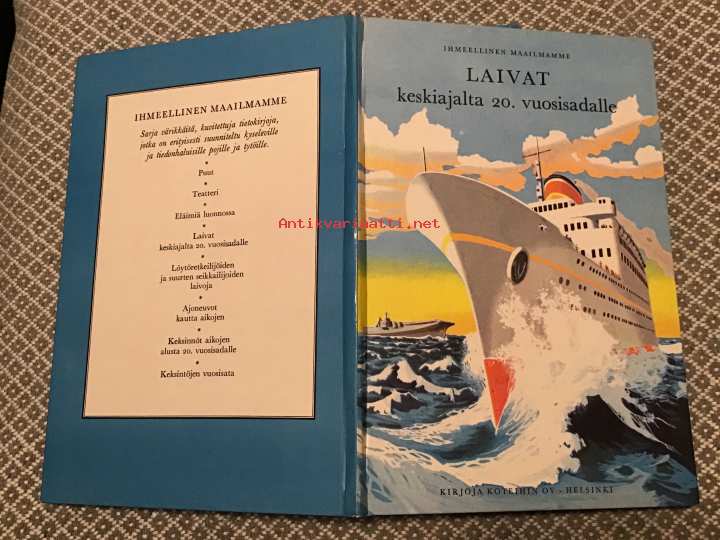 IHMEELLINEN MAAILMAMME
Sarja värikkäitä, kuvitettuja tietokirjoja,
jotka on erityisesti suunniteltu kyseleville
ja tiedonhaluisille pojille ja tytöille.
Puut
Teatteri
Eläimiä luonnossa
Laivat
keskiajalta 20. vuosisadalle
Löytöretkeilijöiden
ja suurten seikkailijoiden
laivoja
Ajoneuvot
kautta aikojen
Keksinnöt aikojen
alusta 20. vuosisadalle
Keksintöjen vuosisata
IHMEELLINEN MAAILMAMME
LAIVAT
keskiajalta 20. vuosisadalle
KIRJOJA KOTEIHIN OY - HELSINKI
Antikvariaatti.net